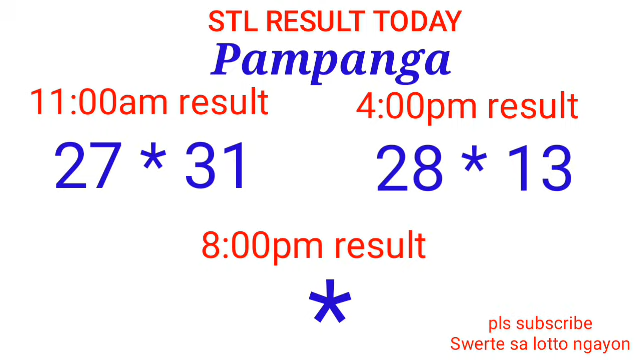 STL RESULT TODAY
Pampanga
11:00am result
27 * 31
4:00pm result
28 * 13
8:00pm result
*
pls subscribe
Swerte sa lotto ngayon